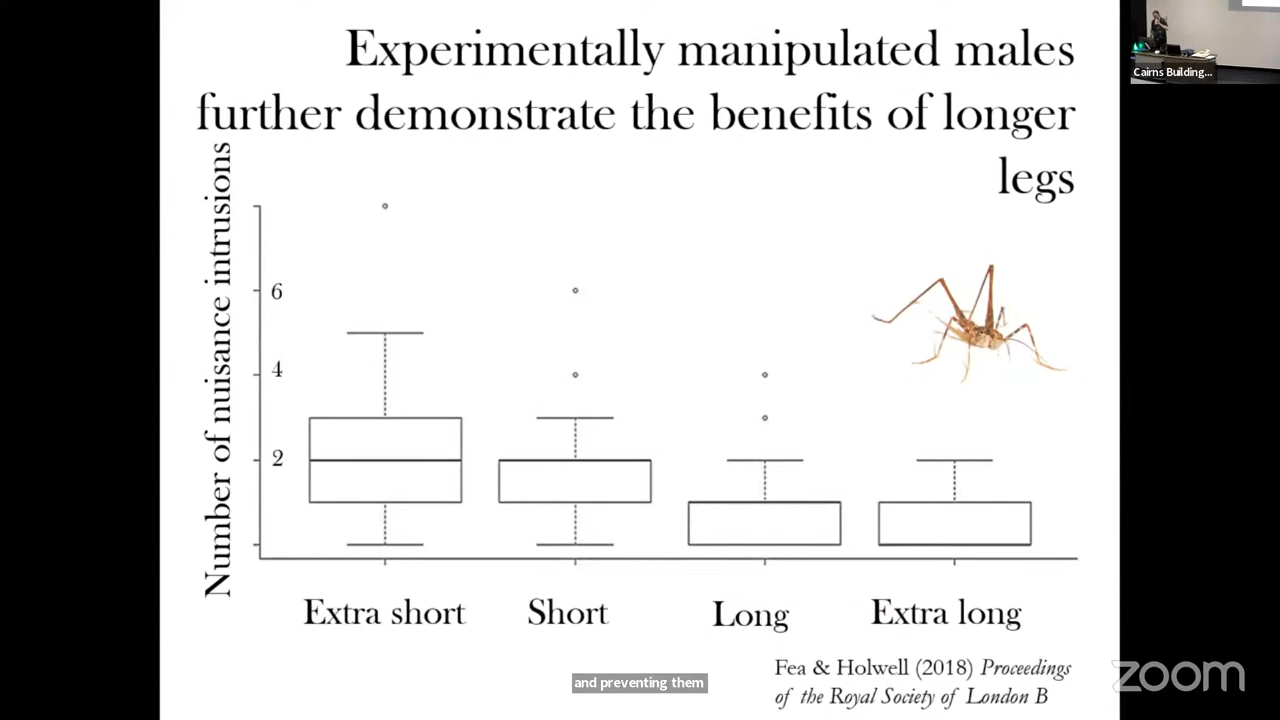 Experimentally manipulated males
further demonstrate the benefits of longer
legs
Cairns Building...
Number of nuisance intrusions
6
4
2
Extra short
Short
Long
Extra long
Fea & Holwell (2018) Proceedings
of the Royal Society of London B
and preventing them
zoom